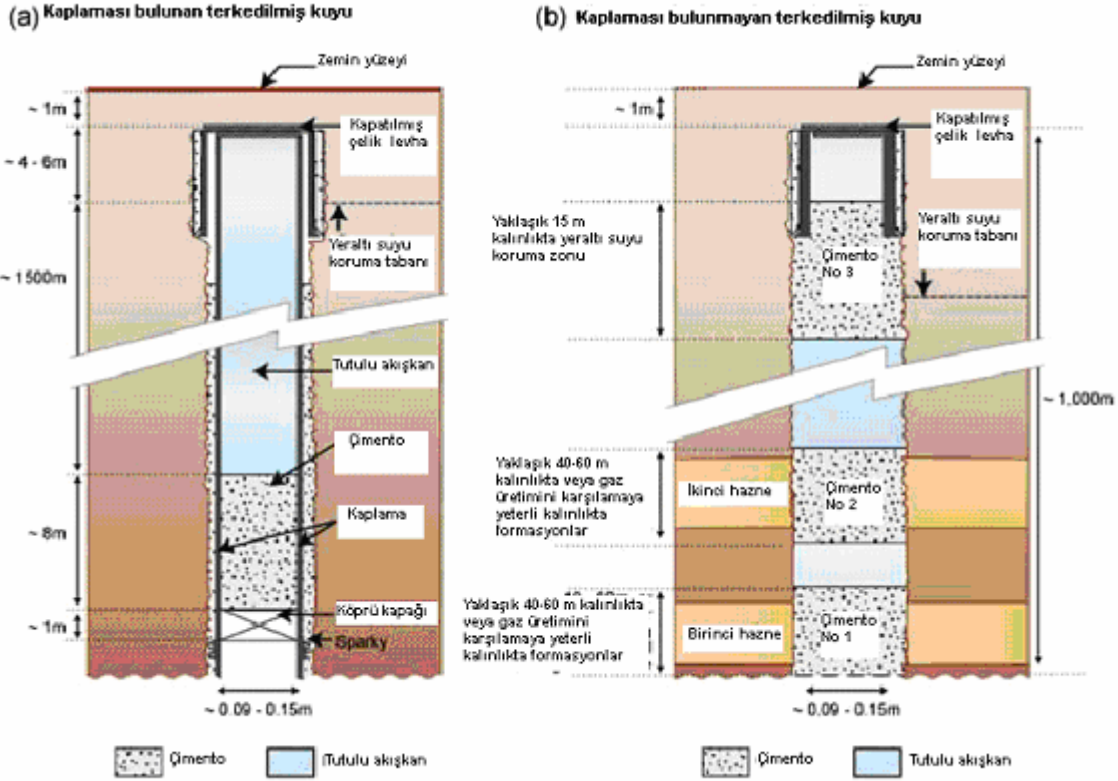 (a) Kaplaması bulunan terkedilmiş kuyu
Zemin yüzeyi
~ 1m
Kapatılmış
çelik levha
~ 4 - 6m
Yeraltı suyu
koruma tabanı
~ 1500m
Tutulu akışkan
Çimento
Kaplama
~ 8m
Köprü kapağı
~ 1m
Sparky
~ 0.09 - 0.15m
Çimento
Tutulu akışkan
(b) Kaplaması bulunmayan terkedilmiş kuyu
Zemin yüzeyi
~ 1m
Kapatılmış
çelik levha
Yaklaşık 15 m
kalınlıkta yeraltı suyu
koruma zonu
Yeraltı suyu
koruma tabanı
Çimento
No 3
~ 1,000m
Yaklaşık 40-60 m
kalınlıkta veya gaz
üretimini karşılamaya
yeterli kalınlıkta
formasyonlar
İkinci hazne
Çimento
No 2
Yaklaşık 40-60 m kalınlıkta
veya gaz üretimini
karşılamaya yeterli
kalınlıkta formasyonlar
Birinci hazne
Çimento
No 1
~ 0.09 - 0.15m
Çimento
Tutulu akışkan